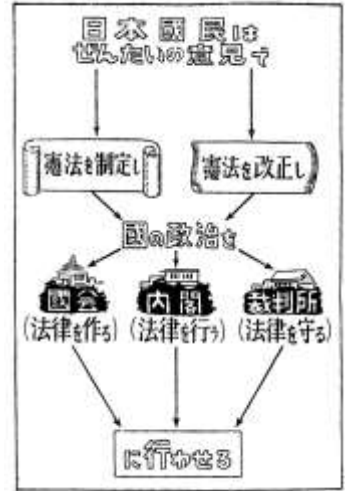 日本國民は
ぜんたいの意見で
憲法を制定し
憲法を改正し
國の政治を
國会
内閣
裁判所
(法律を作る)
(法律を行う)
(法律を守る)
に行わせる